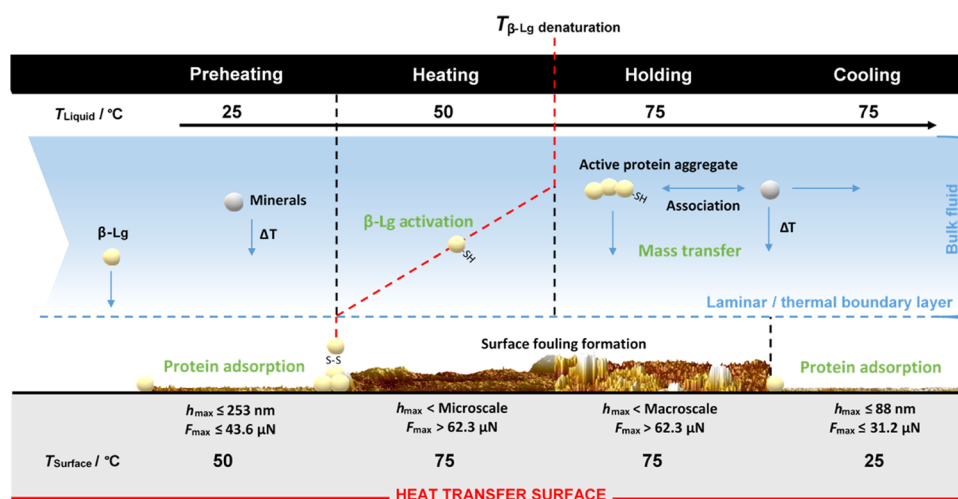 Tβ-Lg denaturation
Preheating Heating Holding Cooling
TLiquid / °C 25 50 75 75
Active protein aggregate
-SH
Association
Minerals
ΔT
β-Lg activation
β-Lg
-SH
Mass transfer
ΔT
Bulk fluid
Laminar / thermal boundary layer
Surface fouling formation
S-S
Protein adsorption Protein adsorption
hmax ≤ 253 nm hmax < Microscale hmax < Macroscale hmax ≤ 88 nm
Fmax ≤ 43.6 µN Fmax > 62.3 µN Fmax > 62.3 µN Fmax ≤ 31.2 µN
TSurface / °C 50 75 75 25
HEAT TRANSFER SURFACE